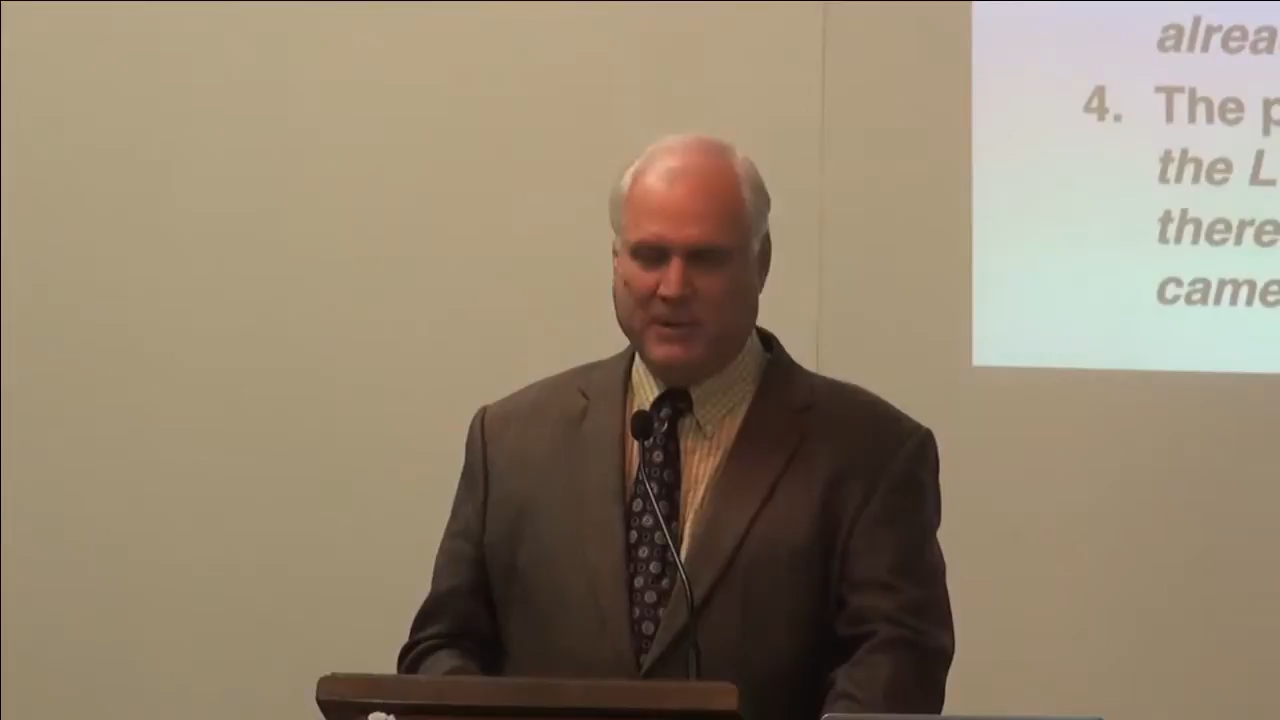 alrea
4. The p
the L
there
came